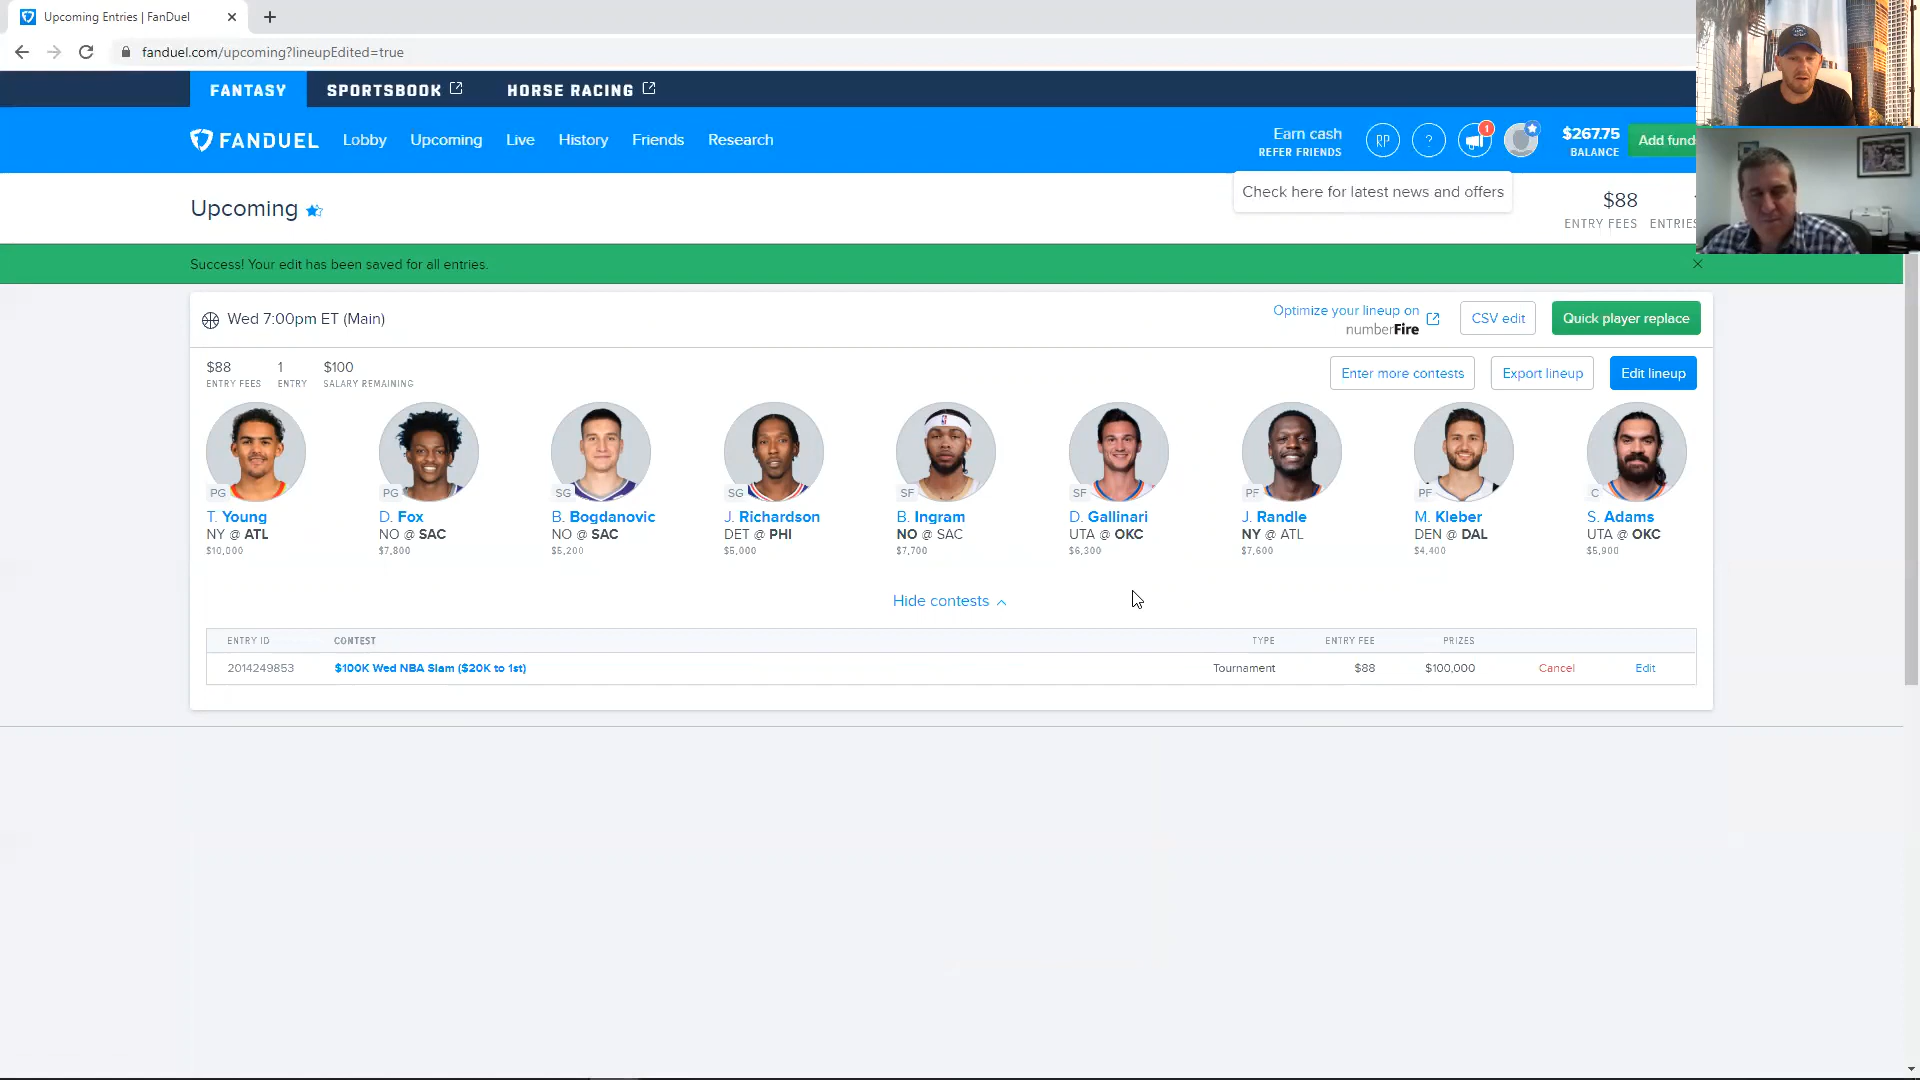 Upcoming Entries | FanDuel
fanduel.com/upcoming?lineupEdited=true
FANTASY SPORTSBOOK HORSE RACING
FANDUEL Lobby Upcoming Live History Friends Research
Earn cash
REFER FRIENDS
RP ? 1
$267.75
BALANCE
Add fund
Check here for latest news and offers
Upcoming
$88
ENTRY FEES ENTRIES
Success! Your edit has been saved for all entries.
Wed 7:00pm ET (Main)
Optimize your lineup on
numberFire
CSV edit Quick player replace
$88 1 $100
ENTRY FEES ENTRY SALARY REMAINING
Enter more contests Export lineup Edit lineup
PG PG SG SG SF SF PF PF C
T. Young D. Fox B. Bogdanovic J. Richardson B. Ingram D. Gallinari J. Randle M. Kleber S. Adams
NY @ ATL NO @ SAC NO @ SAC DET @ PHI NO @ SAC UTA @ OKC NY @ ATL DEN @ DAL UTA @ OKC
$10,000 $7,800 $5,200 $5,000 $7,700 $6,300 $7,600 $4,400 $5,900
Hide contests
ENTRY ID CONTEST TYPE ENTRY FEE PRIZES
2014249853 $100K Wed NBA Slam ($20K to 1st) Tournament $88 $100,000 Cancel Edit